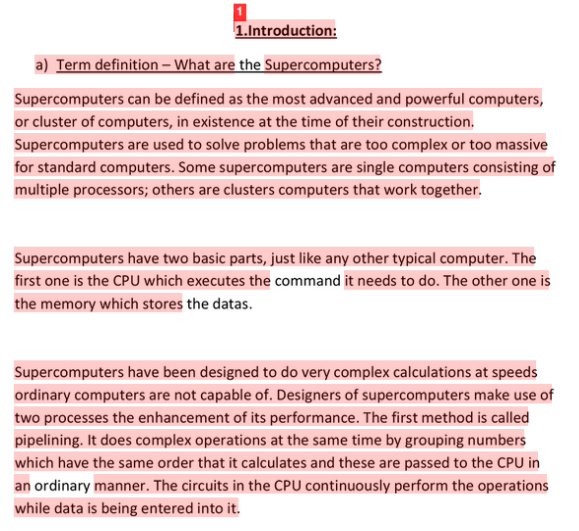 1
1.Introduction:
a) Term definition – What are the Supercomputers?
Supercomputers can be defined as the most advanced and powerful computers,
or cluster of computers, in existence at the time of their construction.
Supercomputers are used to solve problems that are too complex or too massive
for standard computers. Some supercomputers are single computers consisting of
multiple processors; others are clusters computers that work together.
Supercomputers have two basic parts, just like any other typical computer. The
first one is the CPU which executes the command it needs to do. The other one is
the memory which stores the datas.
Supercomputers have been designed to do very complex calculations at speeds
ordinary computers are not capable of. Designers of supercomputers make use of
two processes the enhancement of its performance. The first method is called
pipelining. It does complex operations at the same time by grouping numbers
which have the same order that it calculates and these are passed to the CPU in
an ordinary manner. The circuits in the CPU continuously perform the operations
while data is being entered into it.